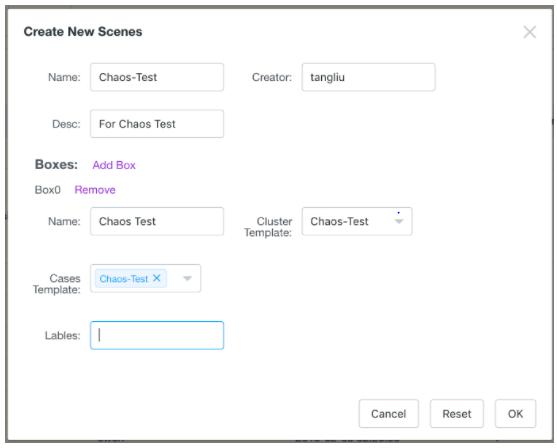 Create New Scenes
Name: Chaos-Test Creator: tangliu
Desc: For Chaos Test
Boxes: Add Box
Box0 Remove
Name: Chaos Test Cluster Template: Chaos-Test
Cases Template: Chaos-Test
Lables:
Cancel Reset OK